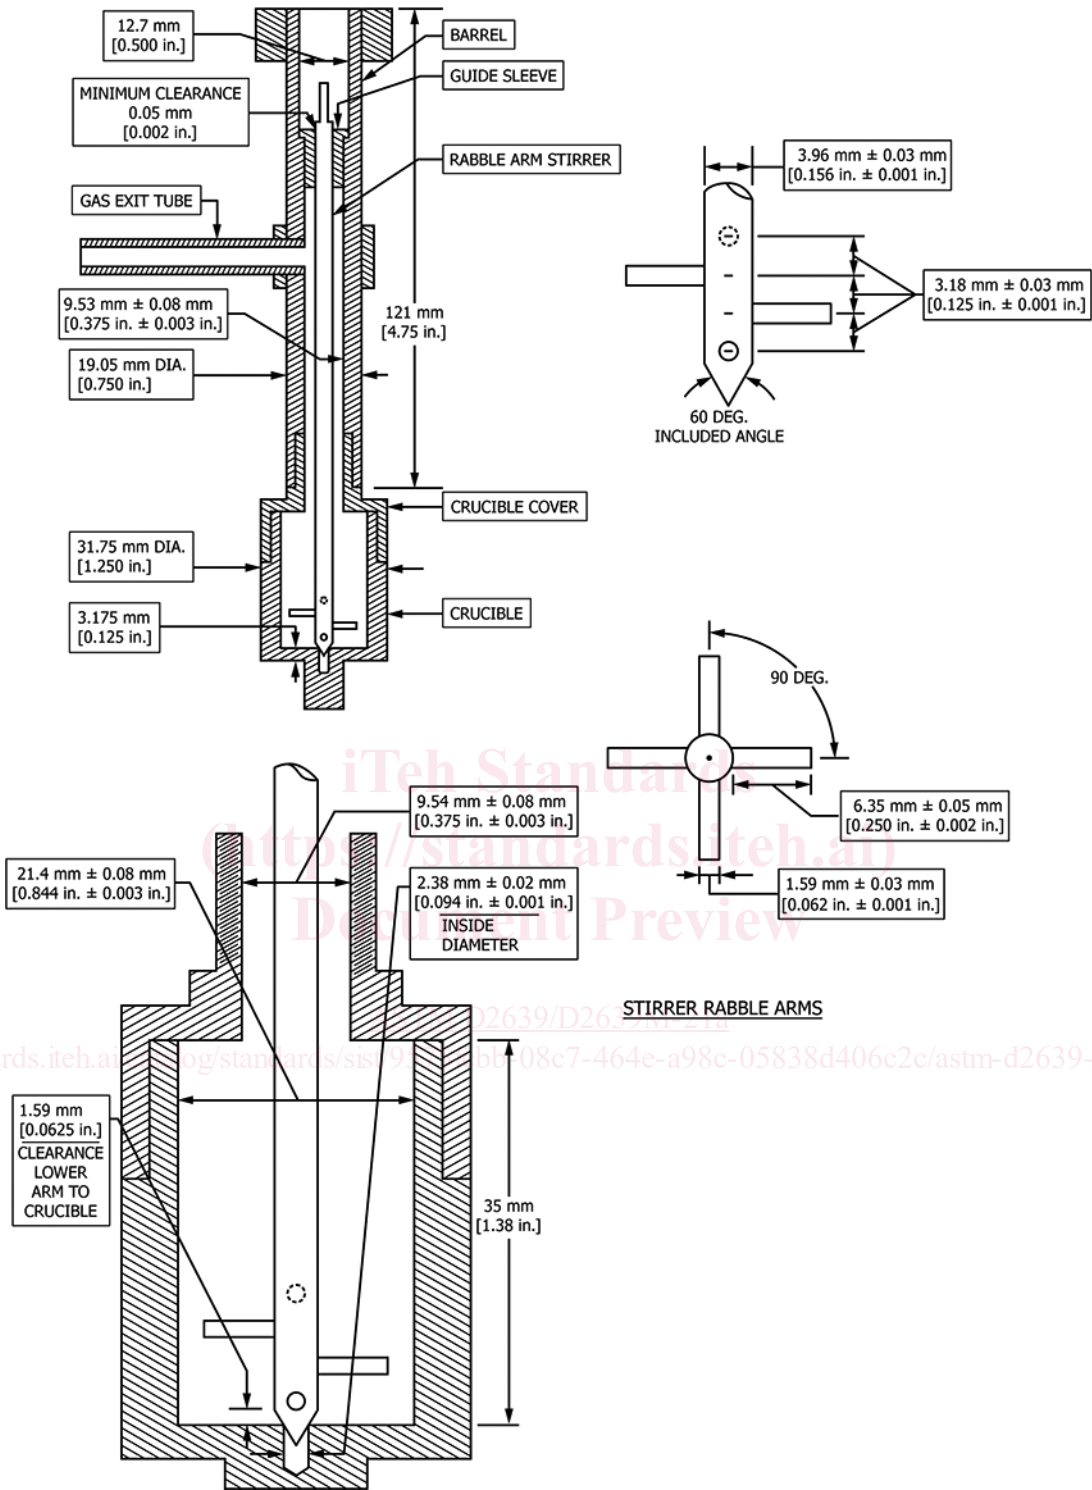 12.7 mm
[0.500 in.]
BARREL
GUIDE SLEEVE
MINIMUM CLEARANCE
0.05 mm
[0.002 in.]
RABBLE ARM STIRRER
GAS EXIT TUBE
9.53 mm ± 0.08 mm
[0.375 in. ± 0.003 in.]
121 mm
[4.75 in.]
19.05 mm DIA.
[0.750 in.]
CRUCIBLE COVER
31.75 mm DIA.
[1.250 in.]
3.175 mm
[0.125 in.]
CRUCIBLE
3.96 mm ± 0.03 mm
[0.156 in. ± 0.001 in.]
3.18 mm ± 0.03 mm
[0.125 in. ± 0.001 in.]
60 DEG.
INCLUDED ANGLE
90 DEG.
6.35 mm ± 0.05 mm
[0.250 in. ± 0.002 in.]
1.59 mm ± 0.03 mm
[0.062 in. ± 0.001 in.]
STIRRER RABBLE ARMS
iTeh Standards
(https://standards.iteh.ai)
Document Preview
D2639/D2639M-21a
9.54 mm ± 0.08 mm
[0.375 in. ± 0.003 in.]
21.4 mm ± 0.08 mm
[0.844 in. ± 0.003 in.]
2.38 mm ± 0.02 mm
[0.094 in. ± 0.001 in.]
INSIDE
DIAMETER
1.59 mm
[0.0625 in.]
CLEARANCE
LOWER
ARM TO
CRUCIBLE
35 mm
[1.38 in.]